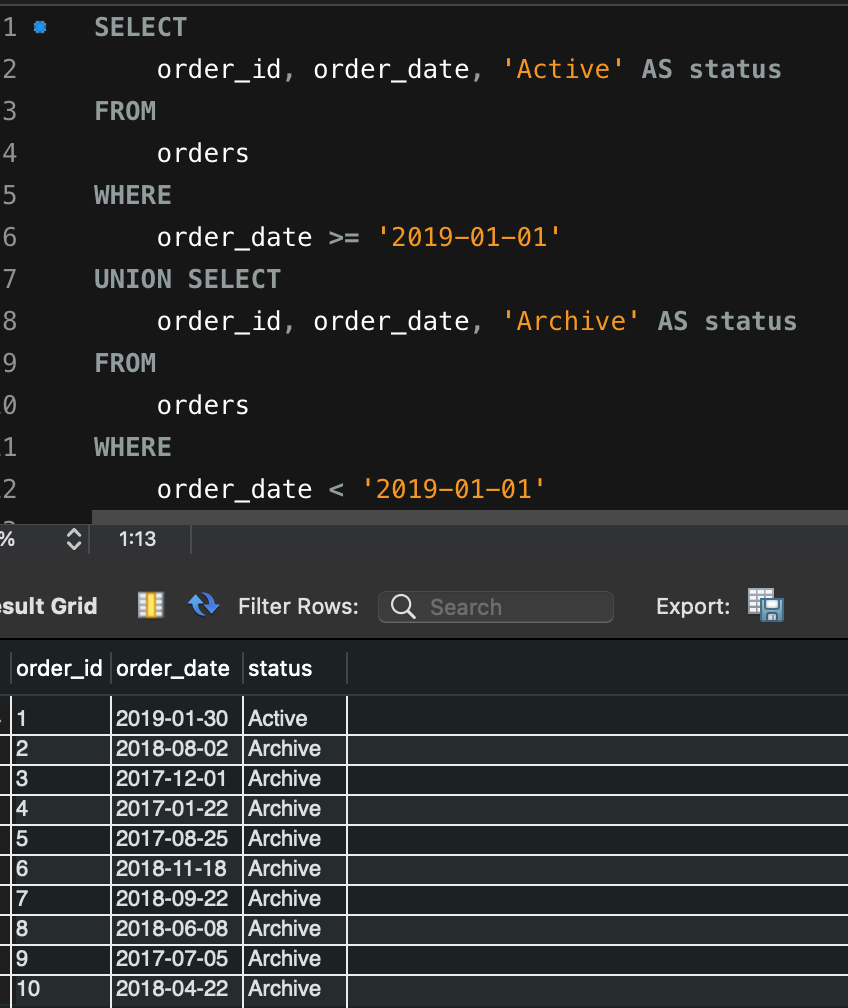 1 SELECT
2 order_id, order_date, 'Active' AS status
3 FROM
4 orders
5 WHERE
6 order_date >= '2019-01-01'
7 UNION SELECT
8 order_id, order_date, 'Archive' AS status
9 FROM
0 orders
1 WHERE
2 order_date < '2019-01-01'
% 1:13
esult Grid Filter Rows: Search Export:
order_id order_date status
1 2019-01-30 Active
2 2018-08-02 Archive
3 2017-12-01 Archive
4 2017-01-22 Archive
5 2017-08-25 Archive
6 2018-11-18 Archive
7 2018-09-22 Archive
8 2018-06-08 Archive
9 2017-07-05 Archive
10 2018-04-22 Archive